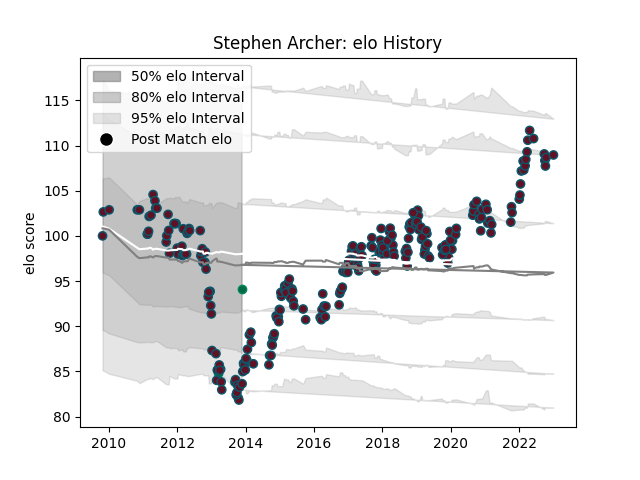 Stephen Archer: elo History
50% elo Interval
80% elo Interval
95% elo Interval
Post Match elo
elo score
115
110
105
100
95
90
85
80
2010 2012 2014 2016 2018 2020 2022